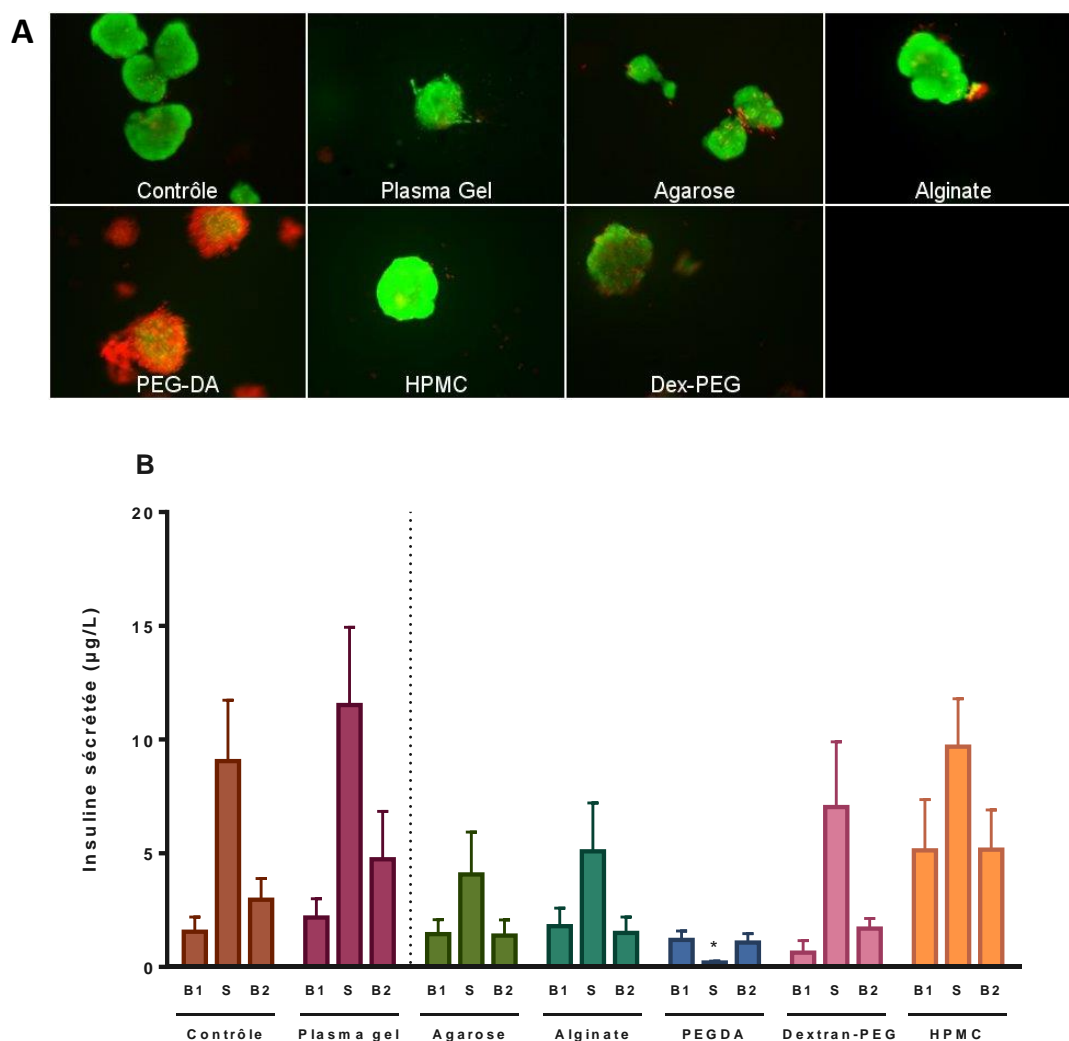 A
Contrôle Plasma Gel Agarose Alginate
PEG-DA HPMC Dex-PEG
B
Insuline sécrétée (µg/L)
20
15
10
5
0
*
B1 S B2 B1 S B2 B1 S B2 B1 S B2 B1 S B2 B1 S B2 B1 S B2
Contrôle Plasma gel Agarose Alginate PEGDA Dextran-PEG HPMC